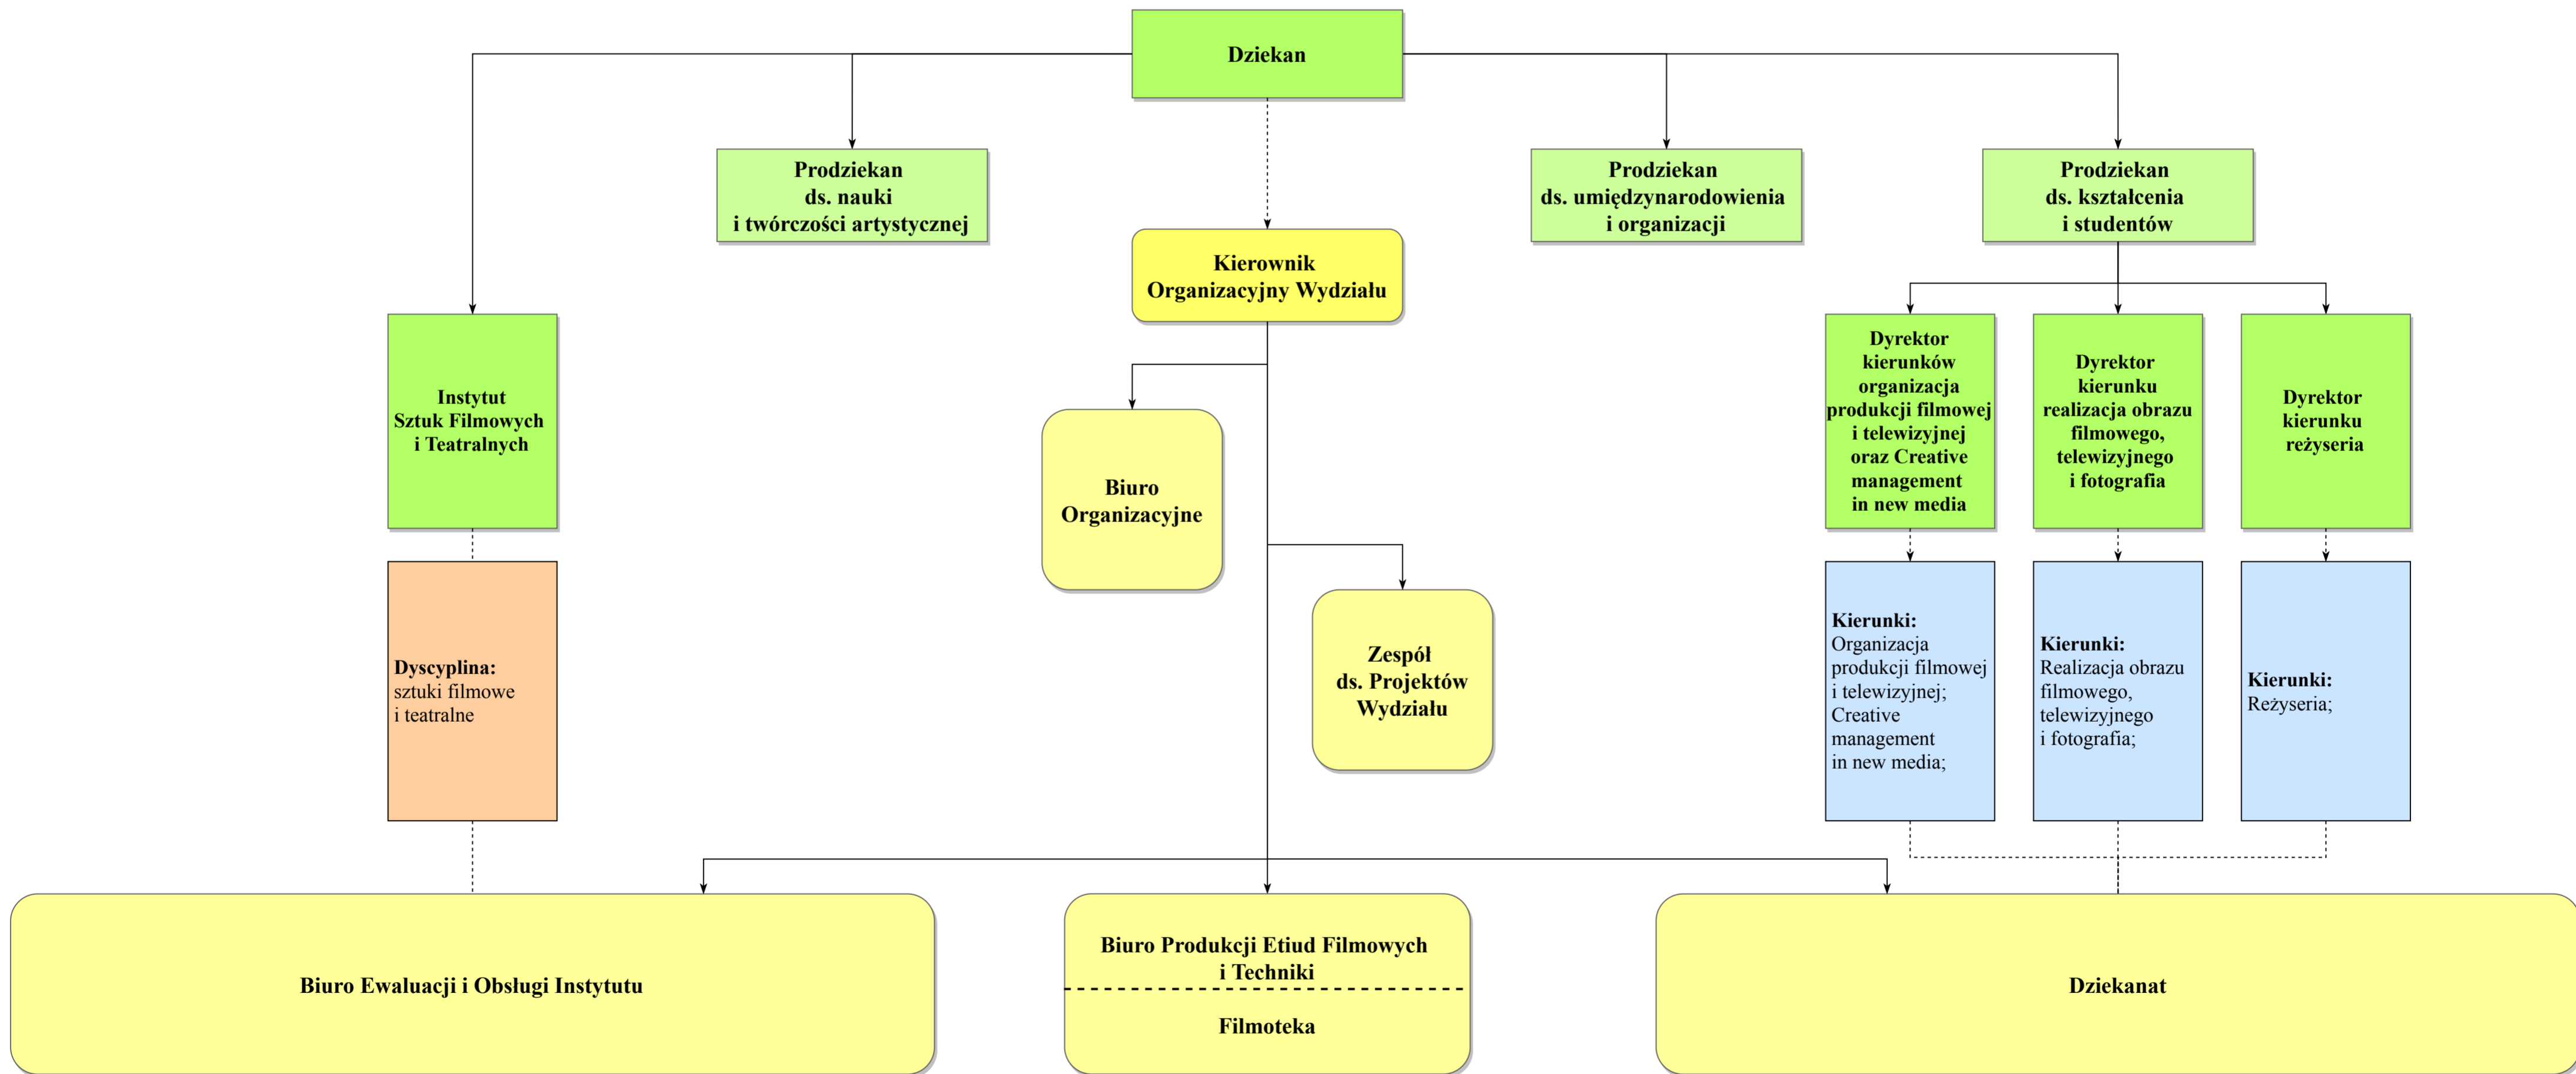 Dziekan
Prodziekan
ds. nauki
i twórczości artystycznej
Prodziekan
ds. umiędzynarodowienia
i organizacji
Prodziekan
ds. kształcenia
i studentów
Kierownik
Organizacyjny Wydziału
Instytut
Sztuk Filmowych
i Teatralnych
Dyrektor
kierunków
organizacja
produkcji filmowej
i telewizyjnej
oraz Creative
management
in new media
Dyrektor
kierunku
realizacja obrazu
filmowego,
telewizyjnego
i fotografia
Dyrektor
kierunku
reżyseria
Biuro
Organizacyjne
Zespół
ds. Projektów
Wydziału
Dyscyplina:
sztuki filmowe
i teatralne
Kierunki:
Organizacja
produkcji filmowej
i telewizyjnej;
Creative
management
in new media;
Kierunki:
Realizacja obrazu
filmowego,
telewizyjnego
i fotografia;
Kierunki:
Reżyseria;
Biuro Ewaluacji i Obsługi Instytutu
Biuro Produkcji Etiud Filmowych
i Techniki
Filmoteka
Dziekanat